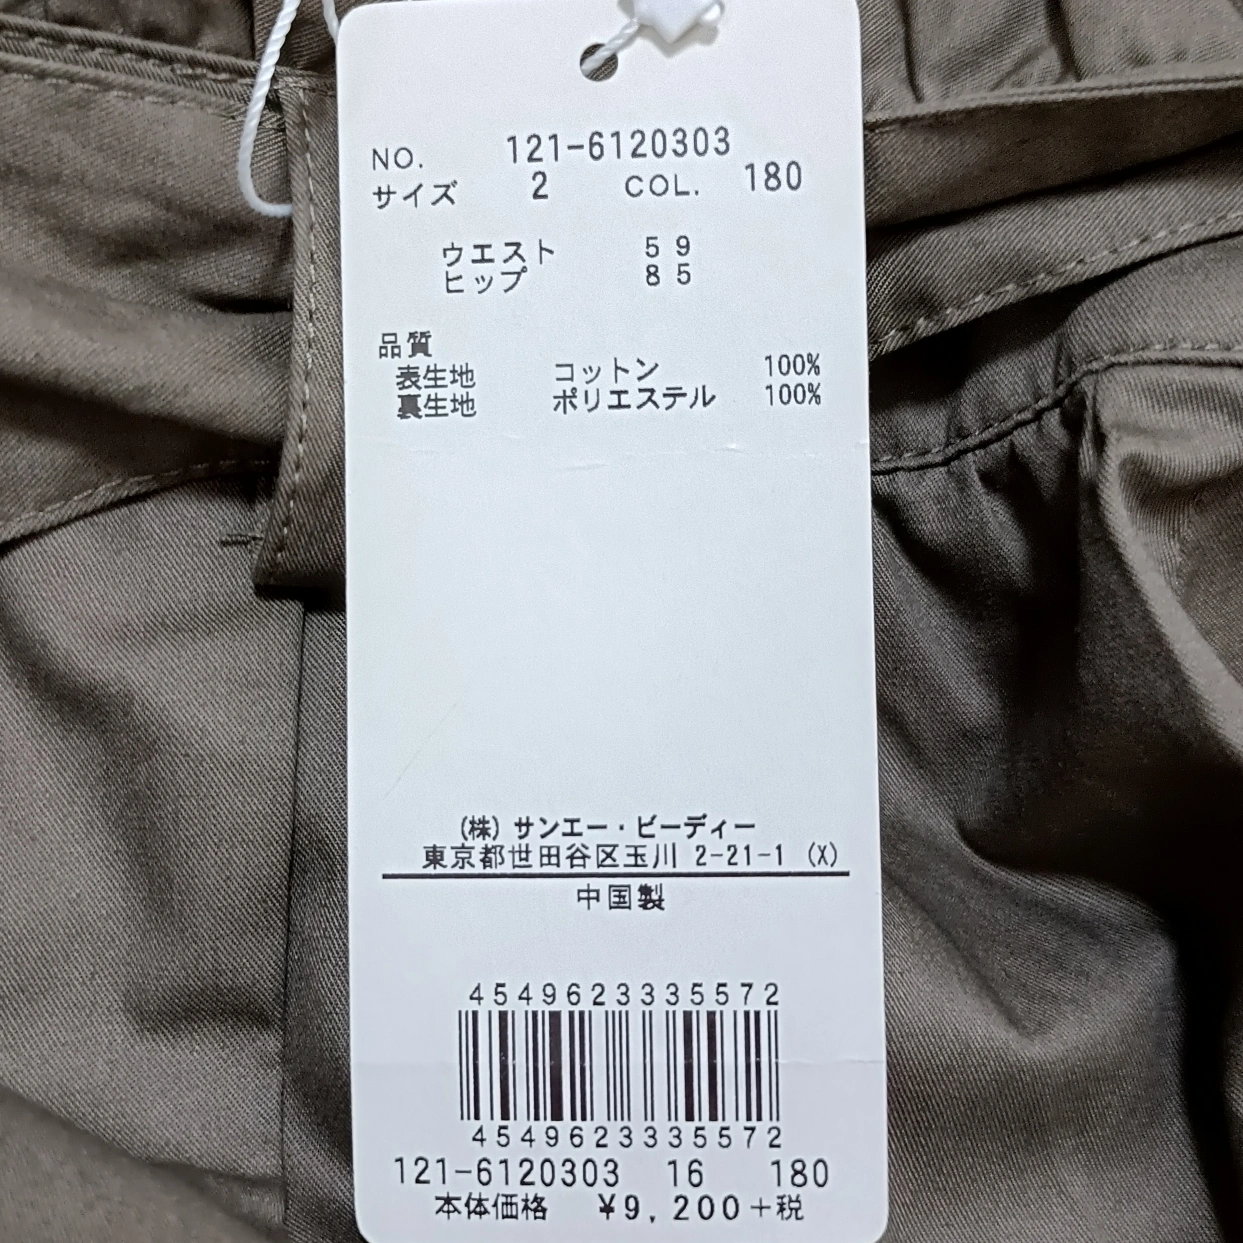 NO. 121-6120303
サイズ 2 COL. 180
ウエスト 59
ヒップ 85
品質
表生地 コットン 100%
裏生地 ポリエステル 100%
(株) サンエー・ビーディー
東京都世田谷区玉川 2-21-1 (X)
中国製
4549623335572
4549623335572
121-6120303 16 180
本体価格 ¥9,200+税